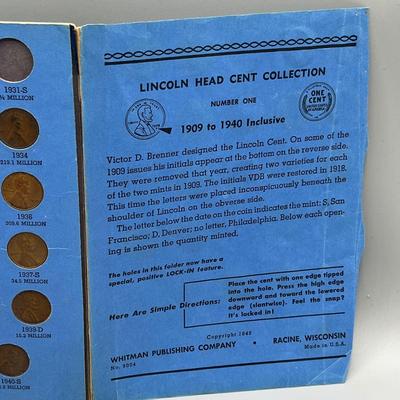 LINCOLN HEAD CENT COLLECTION
NUMBER ONE
1909 to 1940 Inclusive
ONE
CENT
Victor D. Brenner designed the Lincoln Cent. On some of
1909 issues his initials appear at the bottom on the reverse side.
They were removed that year, creating two varieties for each
of the two mints in 1909. The initials VDB WERE RESTORED in 1918.
This time the letters were placed inconspicuously beneath the
shoulder of Lincoln on the obverse side.
The letter below the date on the coin indicates the mint: S, San
Francisco; D, Denver; no letter, Philadelphia. Below each open-
ing is shown the quantity minted.
The holes in this folder now have a
special, positive LOCK-IN feature.
Here Are Simple Directions:
Place the cent with one edge tipped
into the hole. Press the high edge
downward and toward the lowered
edge (slantwise). Feel the snap?
It's locked in!
Copyright
WHITMAN PUBLISHING COMPANY • RACINE, WISCONSIN
No. 9004
Made in U.S.A.
1931-S
MILLION
1934
219.1 MILLION
1936
309.6 MILLION
1937-S
34.5 MILLION
1939-D
15.2 MILLION
1940-S
MILLION